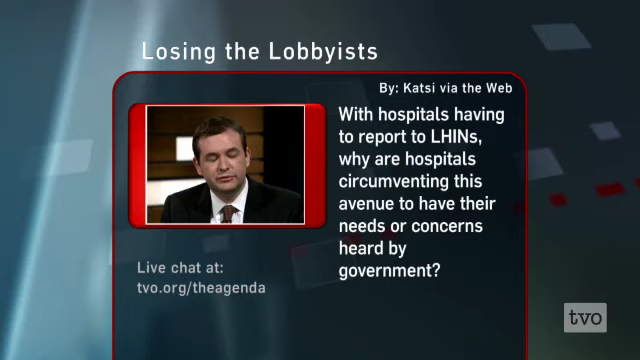 Losing the Lobbyists
By: Katsi via the Web
With hospitals having
to report to LHINs,
why are hospitals
circumventing this
avenue to have their
needs or concerns
heard by
government?
Live chat at:
tvo.org/theagenda
tvo